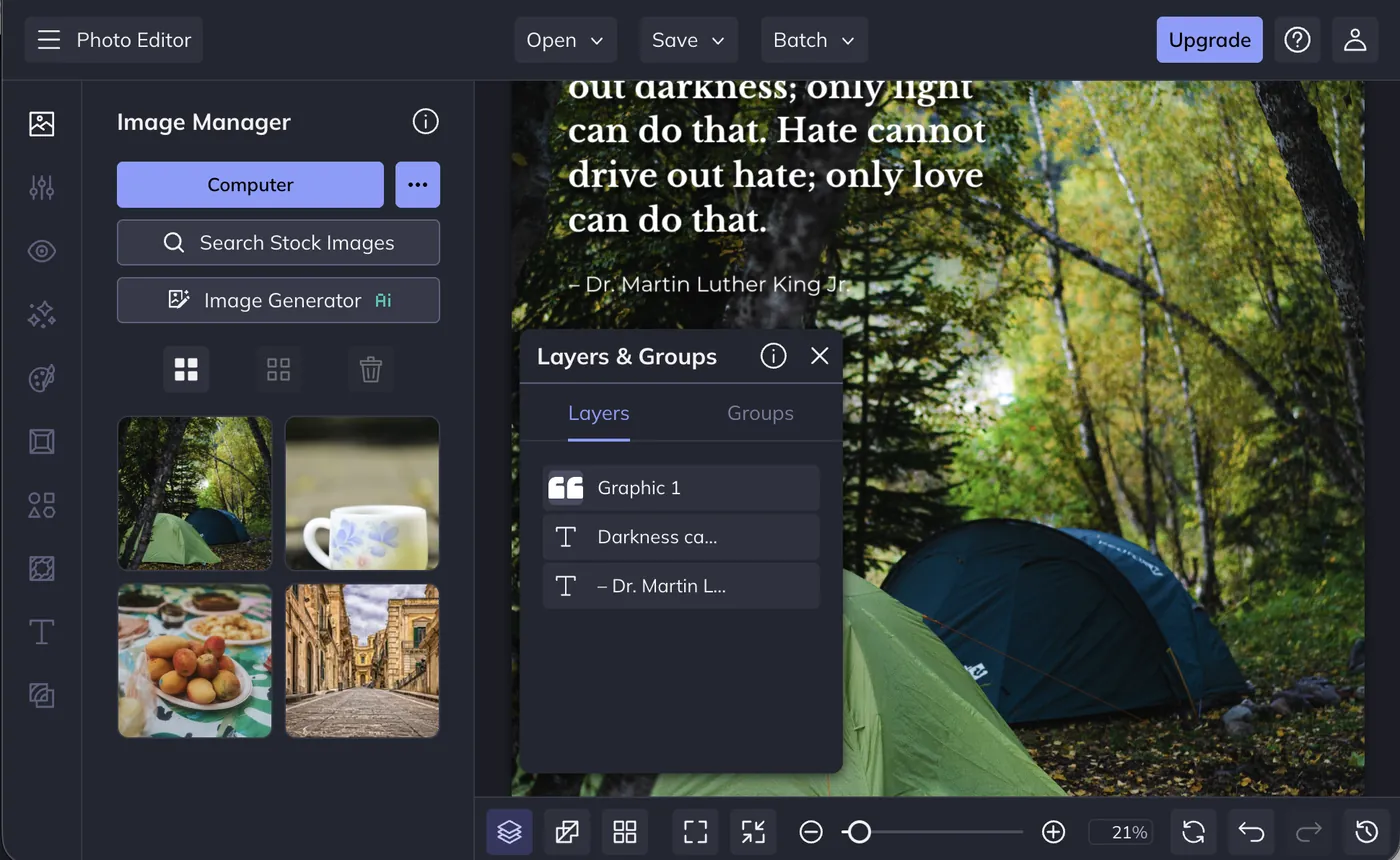 Photo Editor
Open
Save
Batch
Upgrade
Image Manager
Computer
Search Stock Images
Image Generator Ai
out darkness; only light
can do that. Hate cannot
drive out hate; only love
can do that.
– Dr. Martin Luther King Jr.
Layers & Groups
Layers
Groups
Graphic 1
Darkness ca...
– Dr. Martin L...
21%